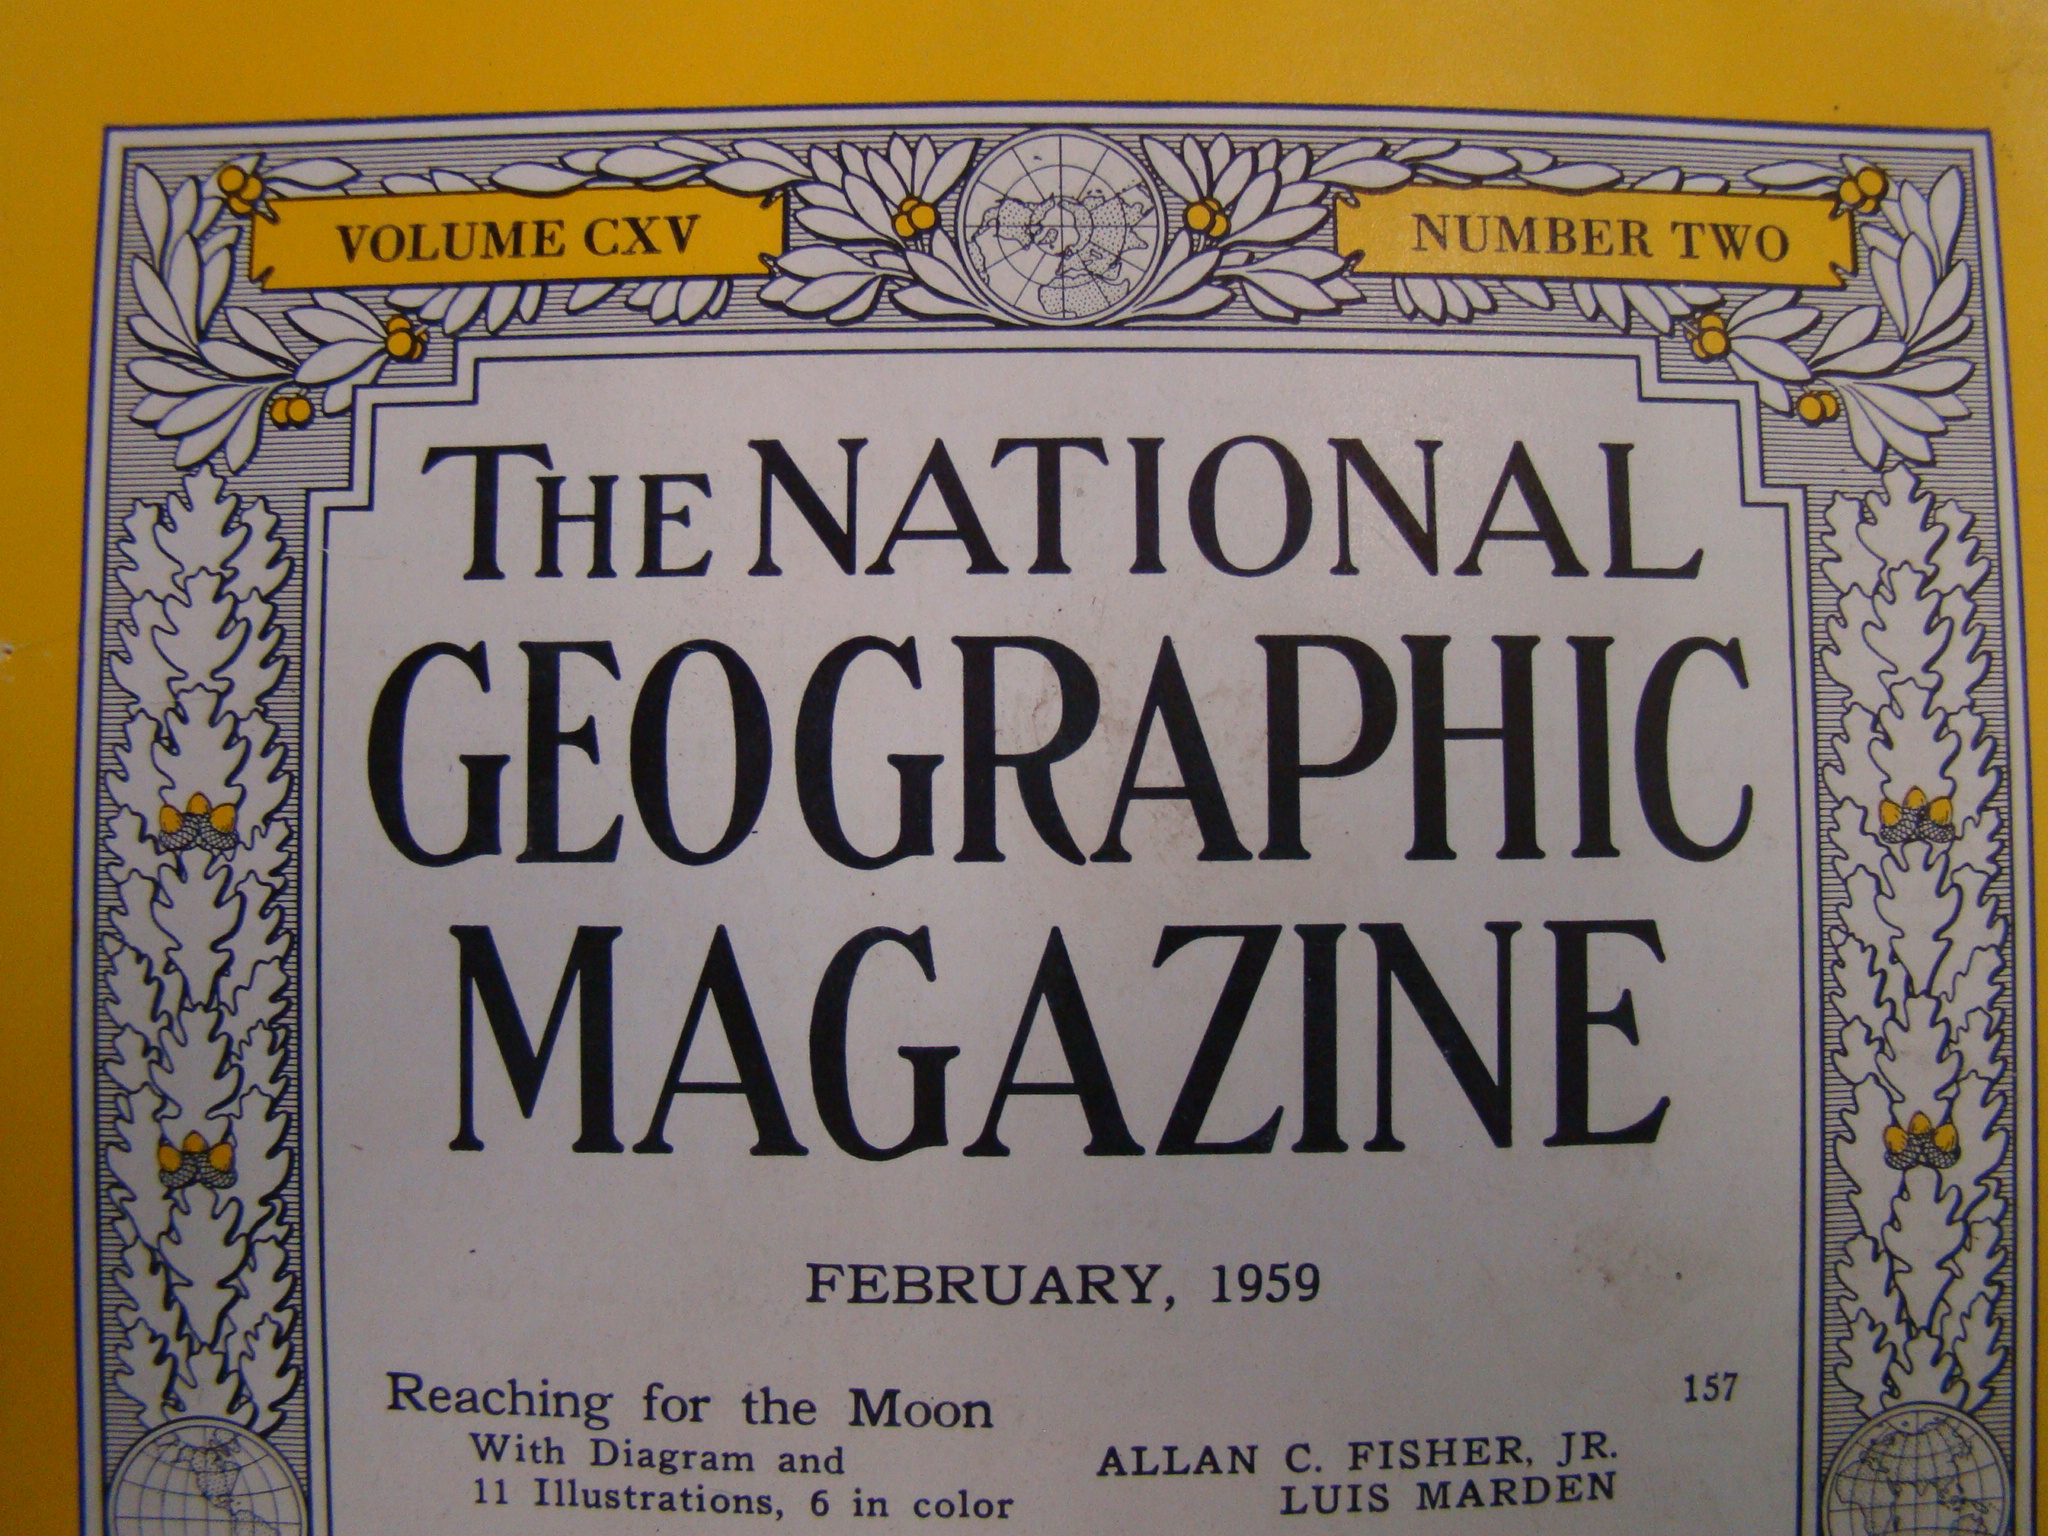 VOLUME CXV
NUMBER TWO
THE NATIONAL
GEOGRAPHIC
MAGAZINE
FEBRUARY, 1959
Reaching for the Moon 157
With Diagram and
11 Illustrations, 6 in color
ALLAN C. FISHER, JR.
LUIS MARDEN